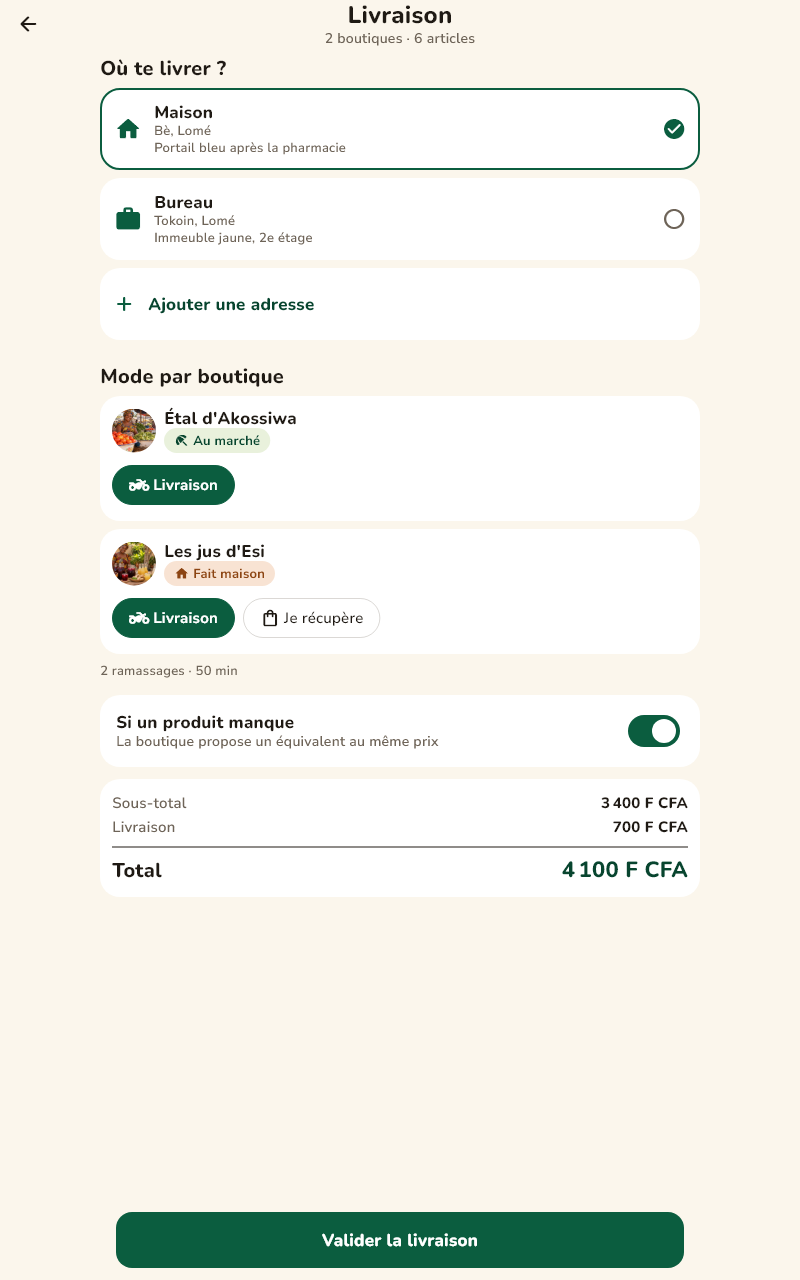 Livraison
2 boutiques · 6 articles
Où te livrer ?
Maison
Bè, Lomé
Portail bleu après la pharmacie
Bureau
Tokoin, Lomé
Immeuble jaune, 2e étage
Ajouter une adresse
Mode par boutique
Étal d'Akossiwa
Au marché
Livraison
Les jus d'Esi
Fait maison
Livraison Je récupère
2 ramassages · 50 min
Si un produit manque
La boutique propose un équivalent au même prix
Sous-total 3 400 F CFA
Livraison 700 F CFA
Total 4 100 F CFA
Valider la livraison